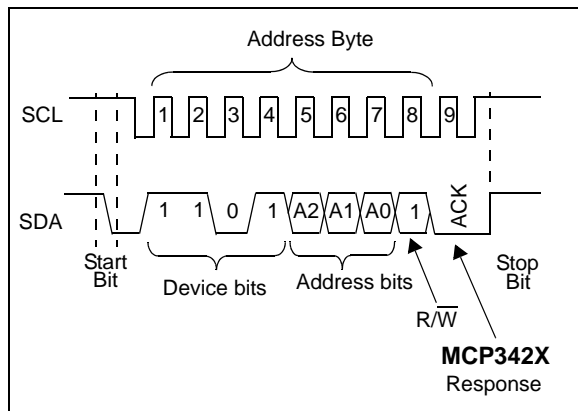 Address Byte
SCL
1 2 3 4 5 6 7 8 9
SDA
1 1 0 1 A2 A1 A0 1 ACK
Start
Bit
Device bits
Address bits
Stop
Bit
R/W̅
MCP342X
Response